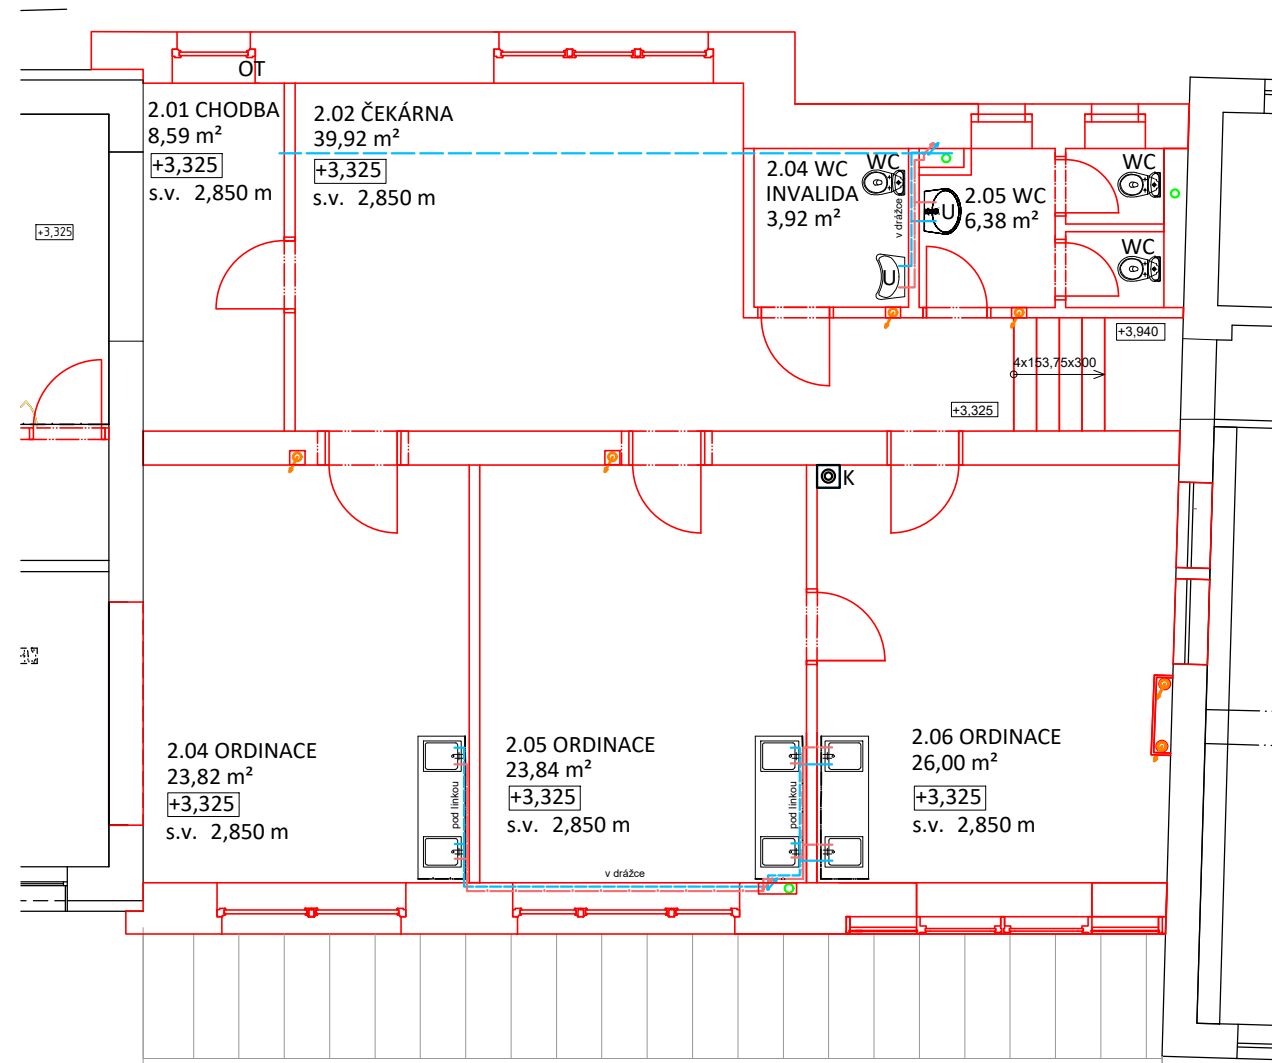 OT
2.01 CHODBA
8,59 m²
+3,325
s.v. 2,850 m
2.02 ČEKÁRNA
39,92 m²
+3,325
s.v. 2,850 m
2.04 WC
INVALIDA
3,92 m²
WC
v drážce
U
U
2.05 WC
6,38 m²
WC
WC
+3,325
+3,940
4x153,75x300
+3,325
K
2.04 ORDINACE
23,82 m²
+3,325
s.v. 2,850 m
pod linkou
2.05 ORDINACE
23,84 m²
+3,325
s.v. 2,850 m
pod linkou
v drážce
2.06 ORDINACE
26,00 m²
+3,325
s.v. 2,850 m